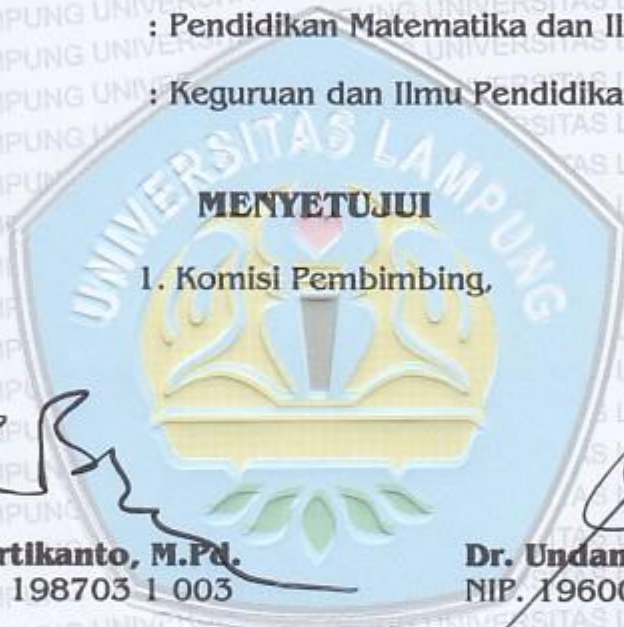 : Pendidikan Matematika dan
: Keguruan dan Ilmu Pendidika
UNIVERSITAS LAMPUNG
MENYETUJUI
1. Komisi Pembimbing,
rtikanto, M.Pd.
198703 1 003
Dr. Undan
NIP. 1960